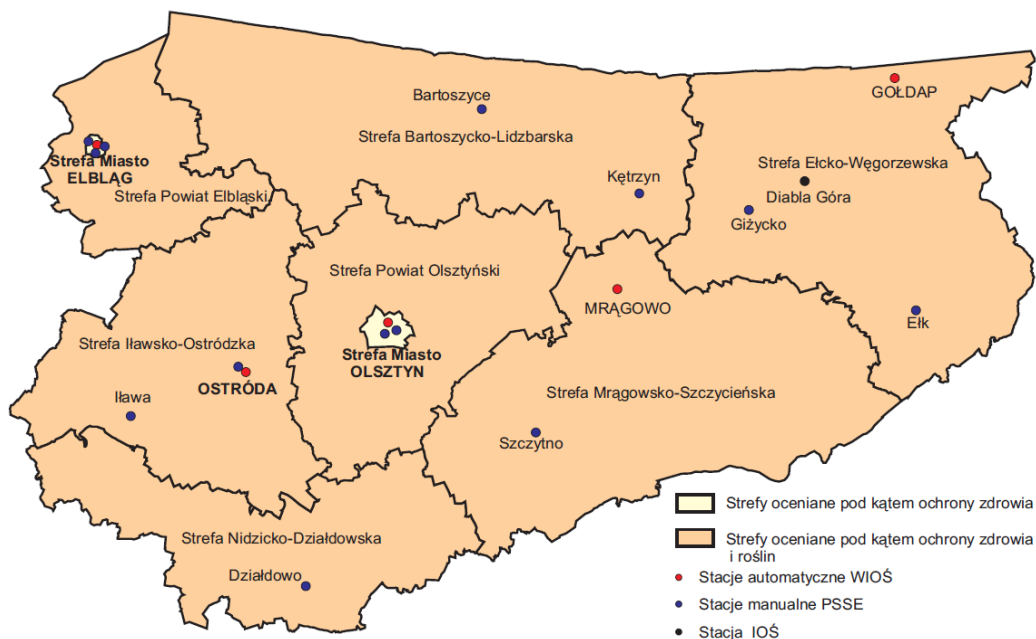 Bartoszyce
Strefa Bartoszycko-Lidzbarska
Kętrzyn
GOŁDAP
Strefa Ełcko-Węgorzewska
Diabla Góra
Giżycko
Ełk
Strefa Miasto
ELBLĄG
Strefa Powiat Elbląski
Strefa Powiat Olsztyński
Strefa Miasto
OLSZTYN
MRĄGOWO
Strefa Iławsko-Ostródzka
OSTRÓDA
Iława
Strefa Mrągowsko-Szczycieńska
Szczytno
Strefa Nidzicko-Działdowska
Działdowo
Strefy oceniane pod kątem ochrony zdrowia
Strefy oceniane pod kątem ochrony zdrowia
i roślin
Stacje automatyczne WIOŚ
Stacje manualne PSSE
Stacja IOŚ